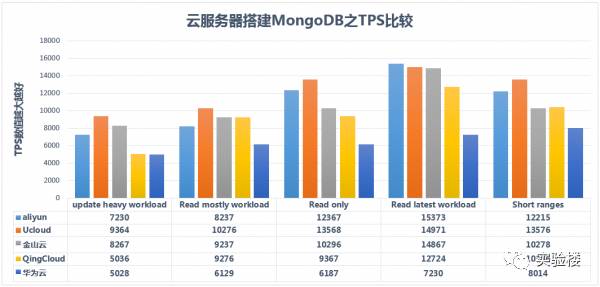 云服务器搭建MongoDB之TPS比较
TPS数值越大越好
18000
16000
14000
12000
10000
8000
6000
4000
2000
0
update heavy workload Read mostly workload Read only Read latest workload Short ranges
aliyun 7230 8237 12367 15373 12215
Ucloud 9364 10276 13568 14971 13576
金山云 8267 9237 10296 14867 10278
QingCloud 5036 9276 9367 12724
华为云 5028 6129 6187 7230 8014
实验楼